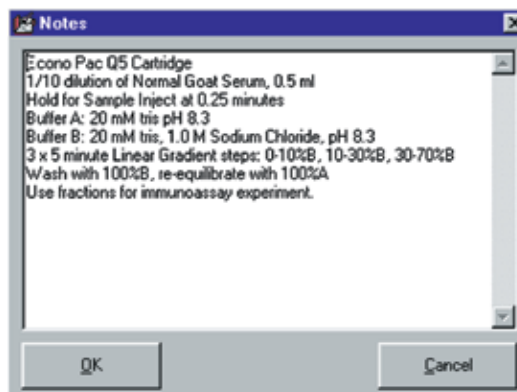 Notes
Econo Pac Q5 Cartridge
1/10 dilution of Normal Goat Serum, 0.5 ml
Hold for Sample Inject at 0.25 minutes
Buffer A: 20 mM tris pH 8.3
Buffer B: 20 mM tris, 1.0 M Sodium Chloride, pH 8.3
3 x 5 minute Linear Gradient steps: 0-10%B, 10-30%B, 30-70%B
Wash with 100%B, re-equilibrate with 100%A
Use fractions for immunoassay experiment.
OK
Cancel